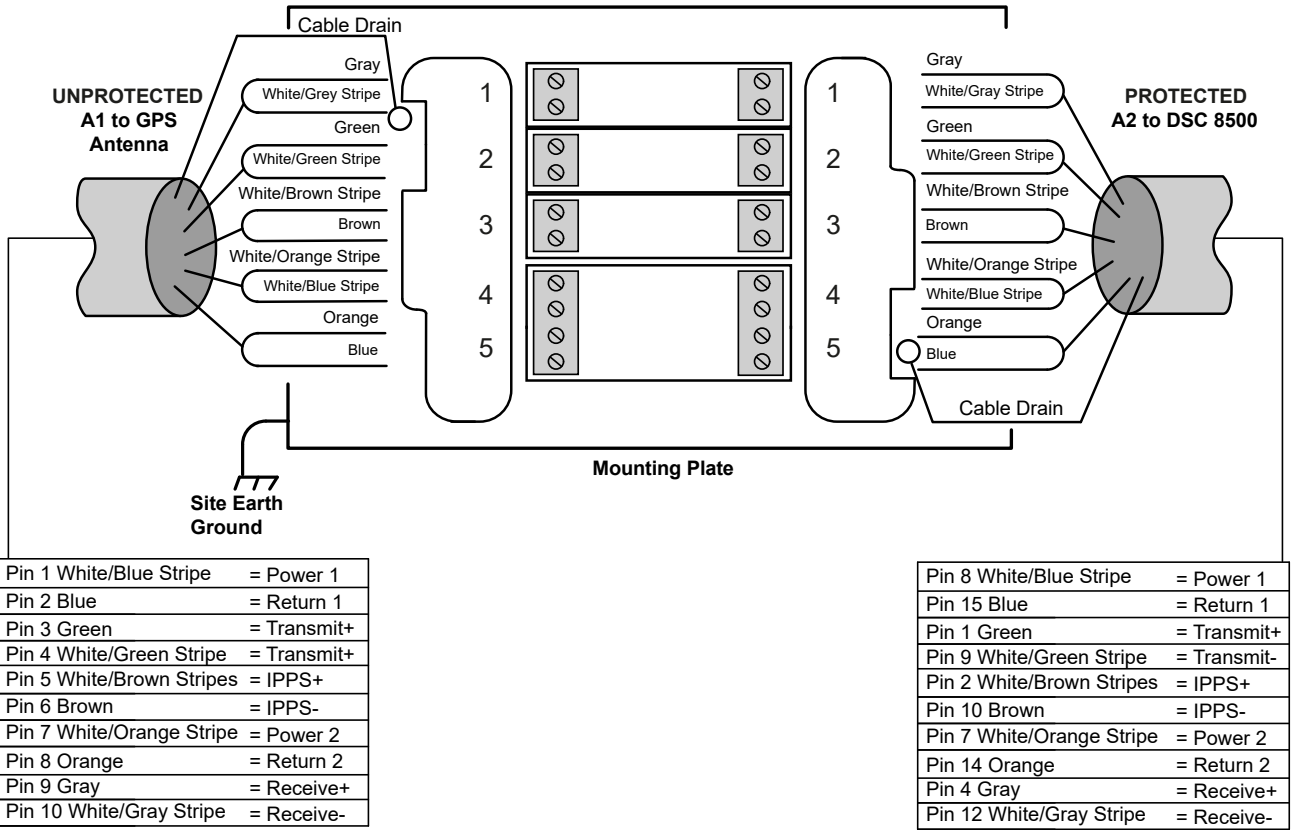 Cable Drain
UNPROTECTED
A1 to GPS
Antenna
Gray
White/Grey Stripe
Green
White/Green Stripe
White/Brown Stripe
Brown
White/Orange Stripe
White/Blue Stripe
Orange
Blue
1
2
3
4
5
1
2
3
4
5
Gray
White/Gray Stripe
Green
White/Green Stripe
White/Brown Stripe
Brown
White/Orange Stripe
White/Blue Stripe
Orange
Blue
Cable Drain
PROTECTED
A2 to DSC 8500
Mounting Plate
Site Earth
Ground
Pin 1 White/Blue Stripe = Power 1
Pin 2 Blue = Return 1
Pin 3 Green = Transmit+
Pin 4 White/Green Stripe = Transmit+
Pin 5 White/Brown Stripes = IPPS+
Pin 6 Brown = IPPS-
Pin 7 White/Orange Stripe = Power 2
Pin 8 Orange = Return 2
Pin 9 Gray = Receive+
Pin 10 White/Gray Stripe = Receive-
Pin 8 White/Blue Stripe = Power 1
Pin 15 Blue = Return 1
Pin 1 Green = Transmit+
Pin 9 White/Green Stripe = Transmit-
Pin 2 White/Brown Stripes = IPPS+
Pin 10 Brown = IPPS-
Pin 7 White/Orange Stripe = Power 2
Pin 14 Orange = Return 2
Pin 4 Gray = Receive+
Pin 12 White/Gray Stripe = Receive-